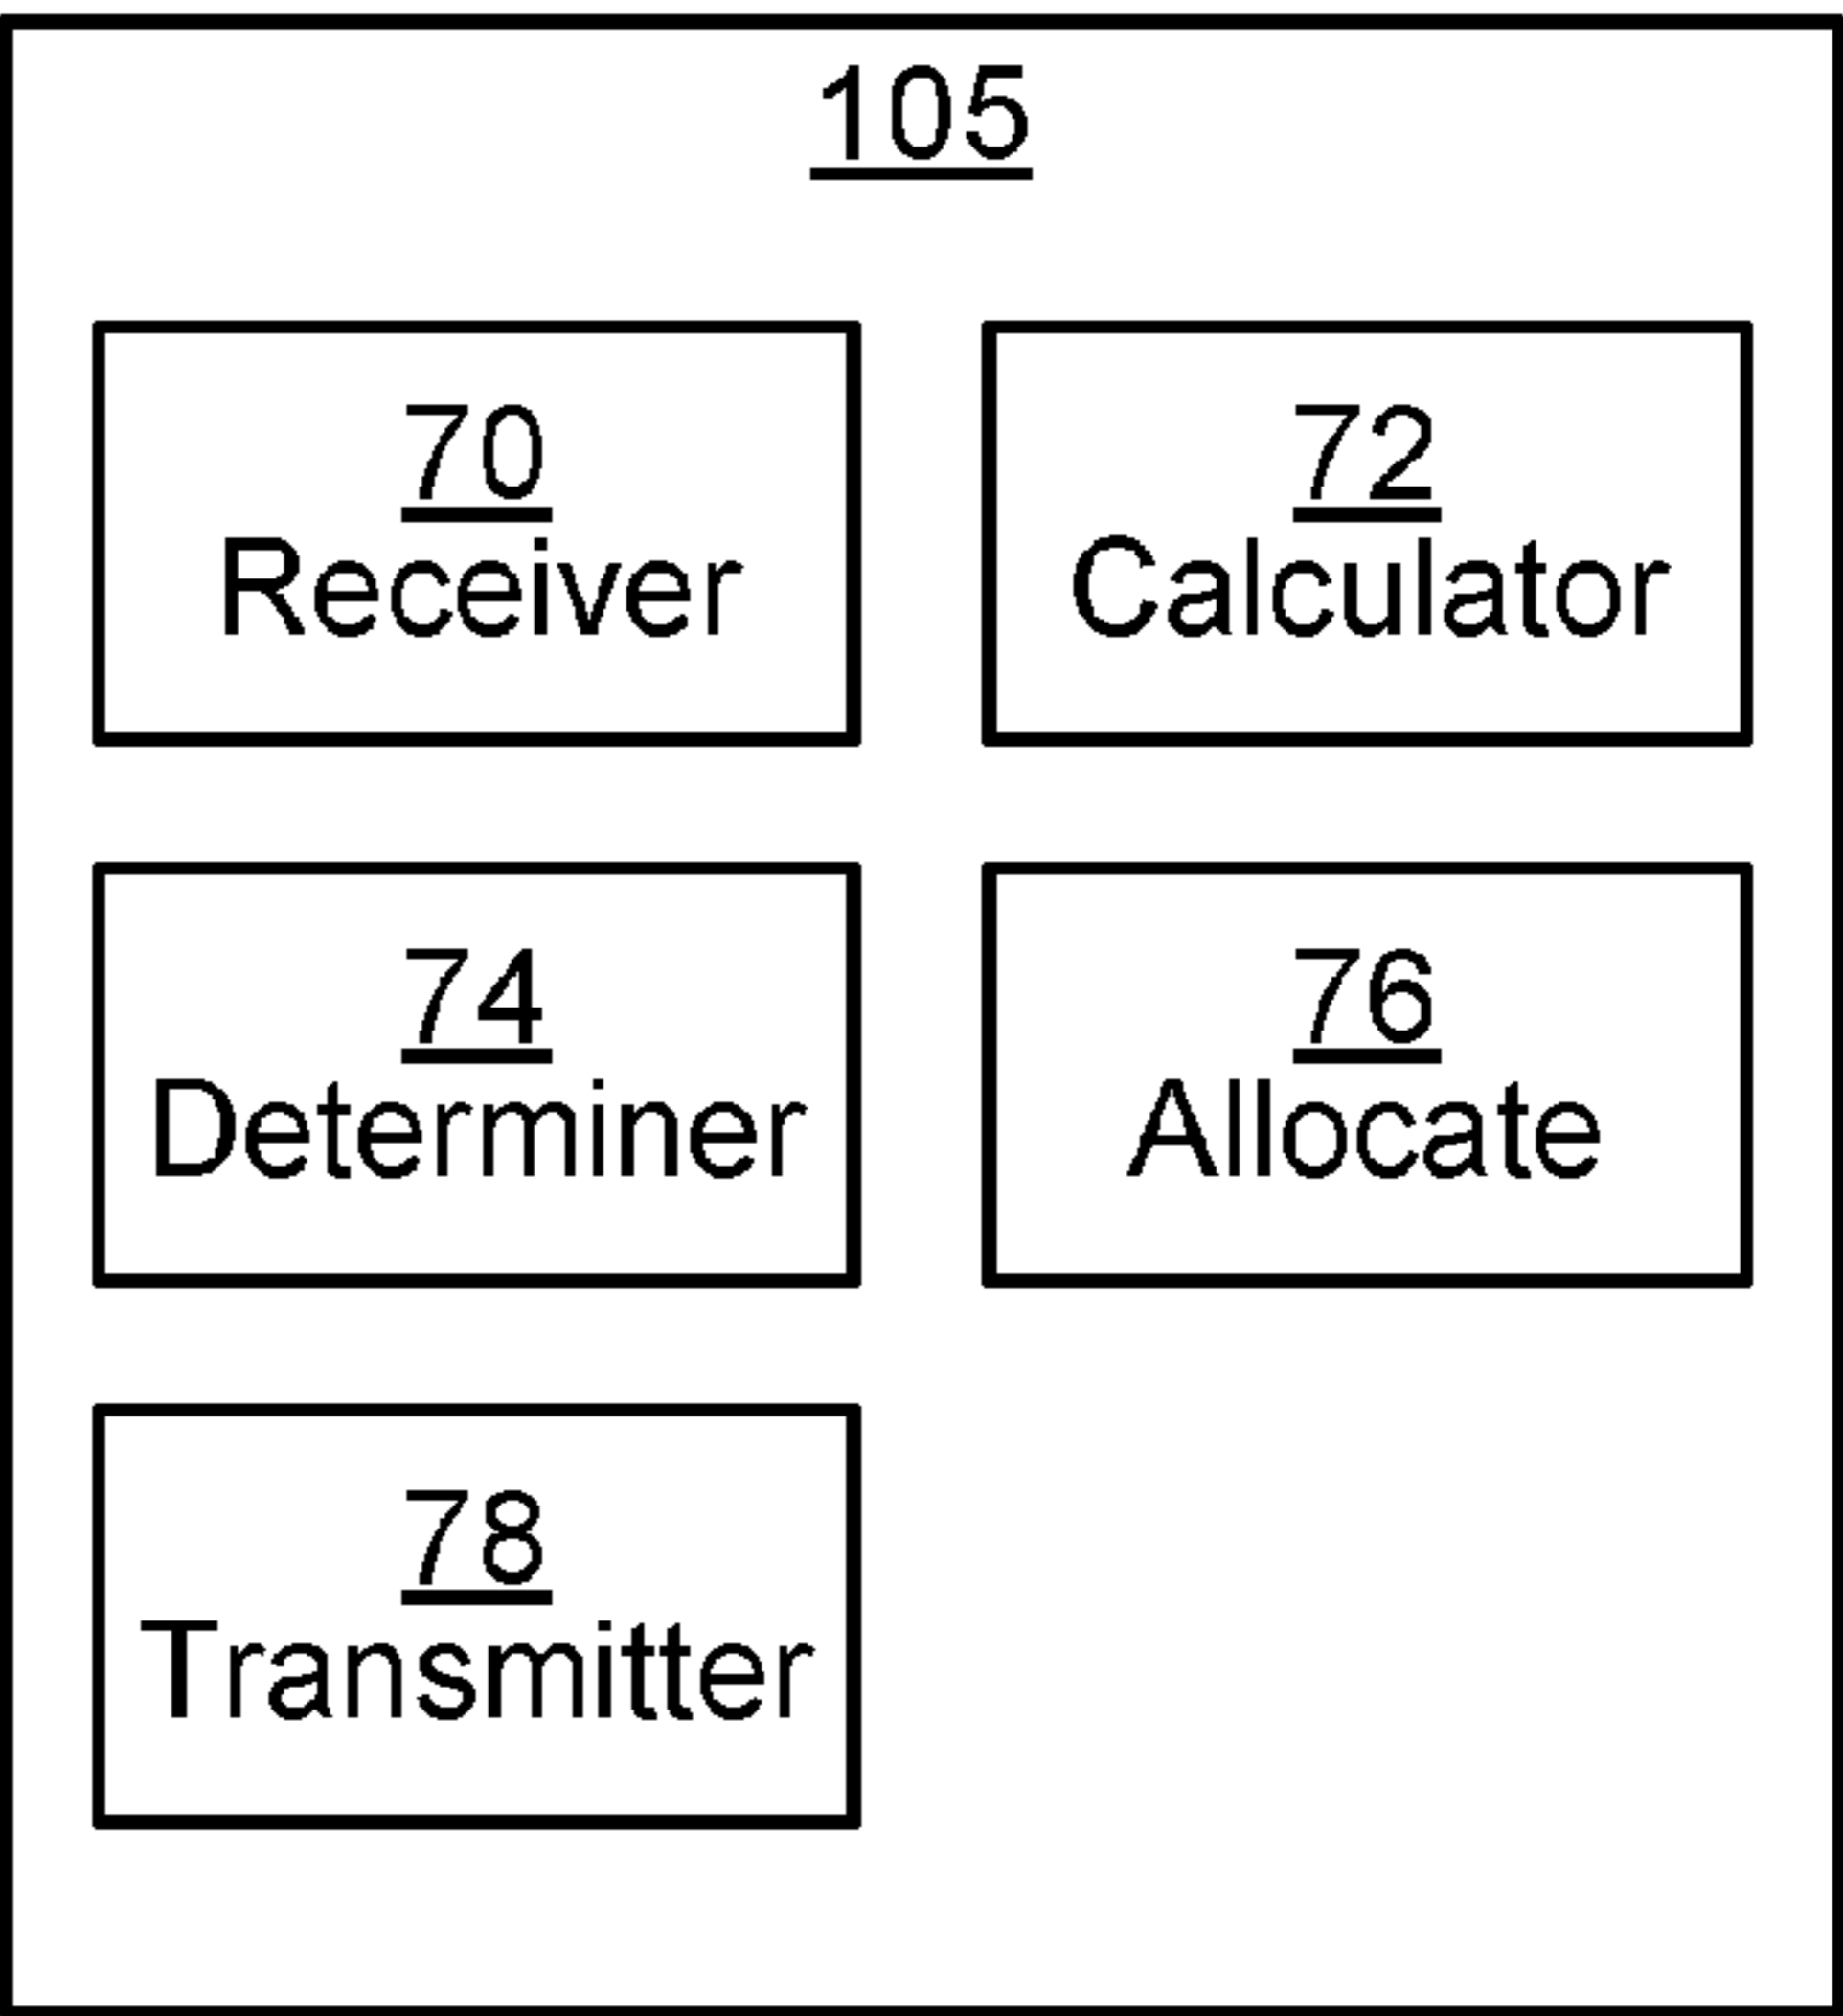 105
70
Receiver
72
Calculator
74
Determiner
76
Allocate
78
Transmitter